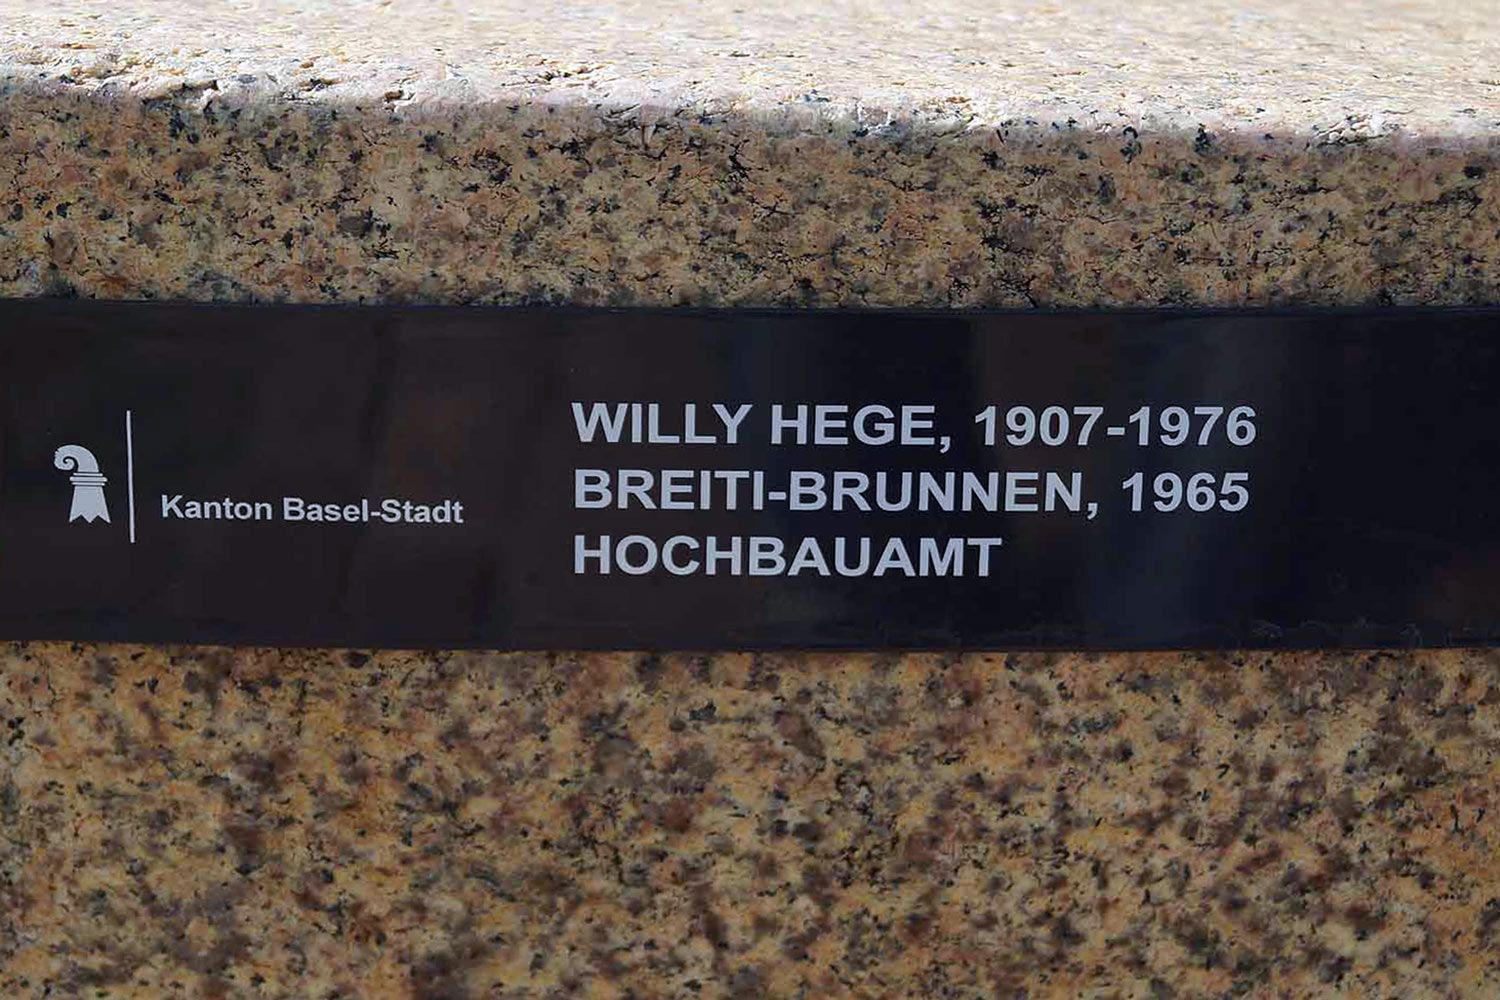 Kanton Basel-Stadt
WILLY HEGE, 1907-1976
BREITI-BRUNNEN, 1965
HOCHBAUAMT